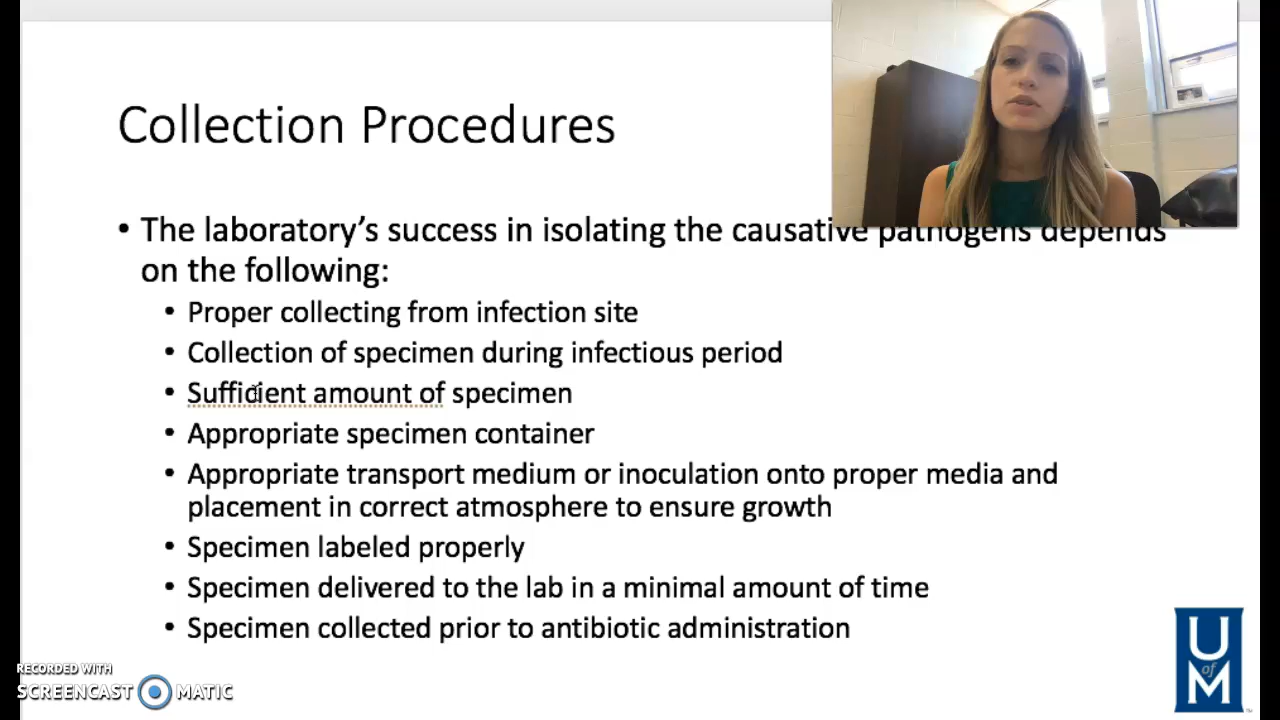 Collection Procedures
• The laboratory's success in isolating the causative pathogens depends
on the following:
• Proper collecting from infection site
• Collection of specimen during infectious period
• Sufficient amount of specimen
• Appropriate specimen container
• Appropriate transport medium or inoculation onto proper media and
placement in correct atmosphere to ensure growth
• Specimen labeled properly
• Specimen delivered to the lab in a minimal amount of time
• Specimen collected prior to antibiotic administration
RECORDED WITH
SCREENCAST MATIC
U
of
M
TM